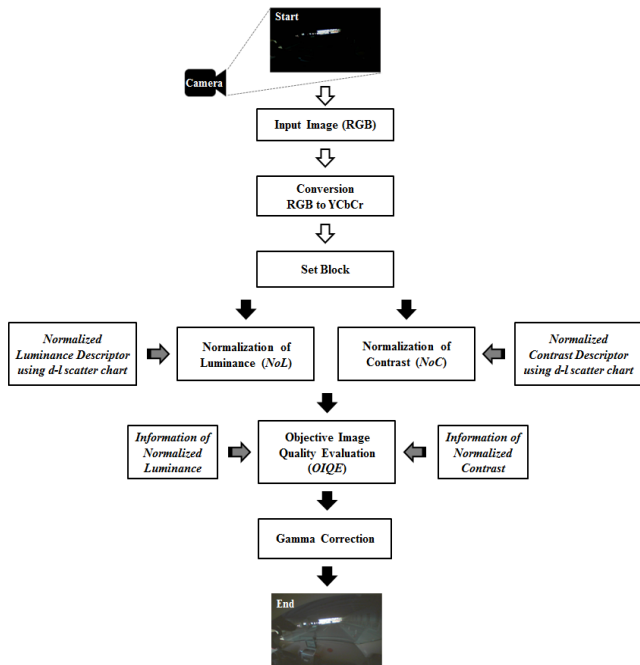 Start
Camera
Input Image (RGB)
Conversion
RGB to YCbCr
Set Block
Normalized
Luminance Descriptor
using d-l scatter chart
Normalization of
Luminance (NoL)
Normalization of
Contrast (NoC)
Normalized
Contrast Descriptor
using d-l scatter chart
Information of
Normalized
Luminance
Objective Image
Quality Evaluation
(OIQE)
Information of
Normalized
Contrast
Gamma Correction
End